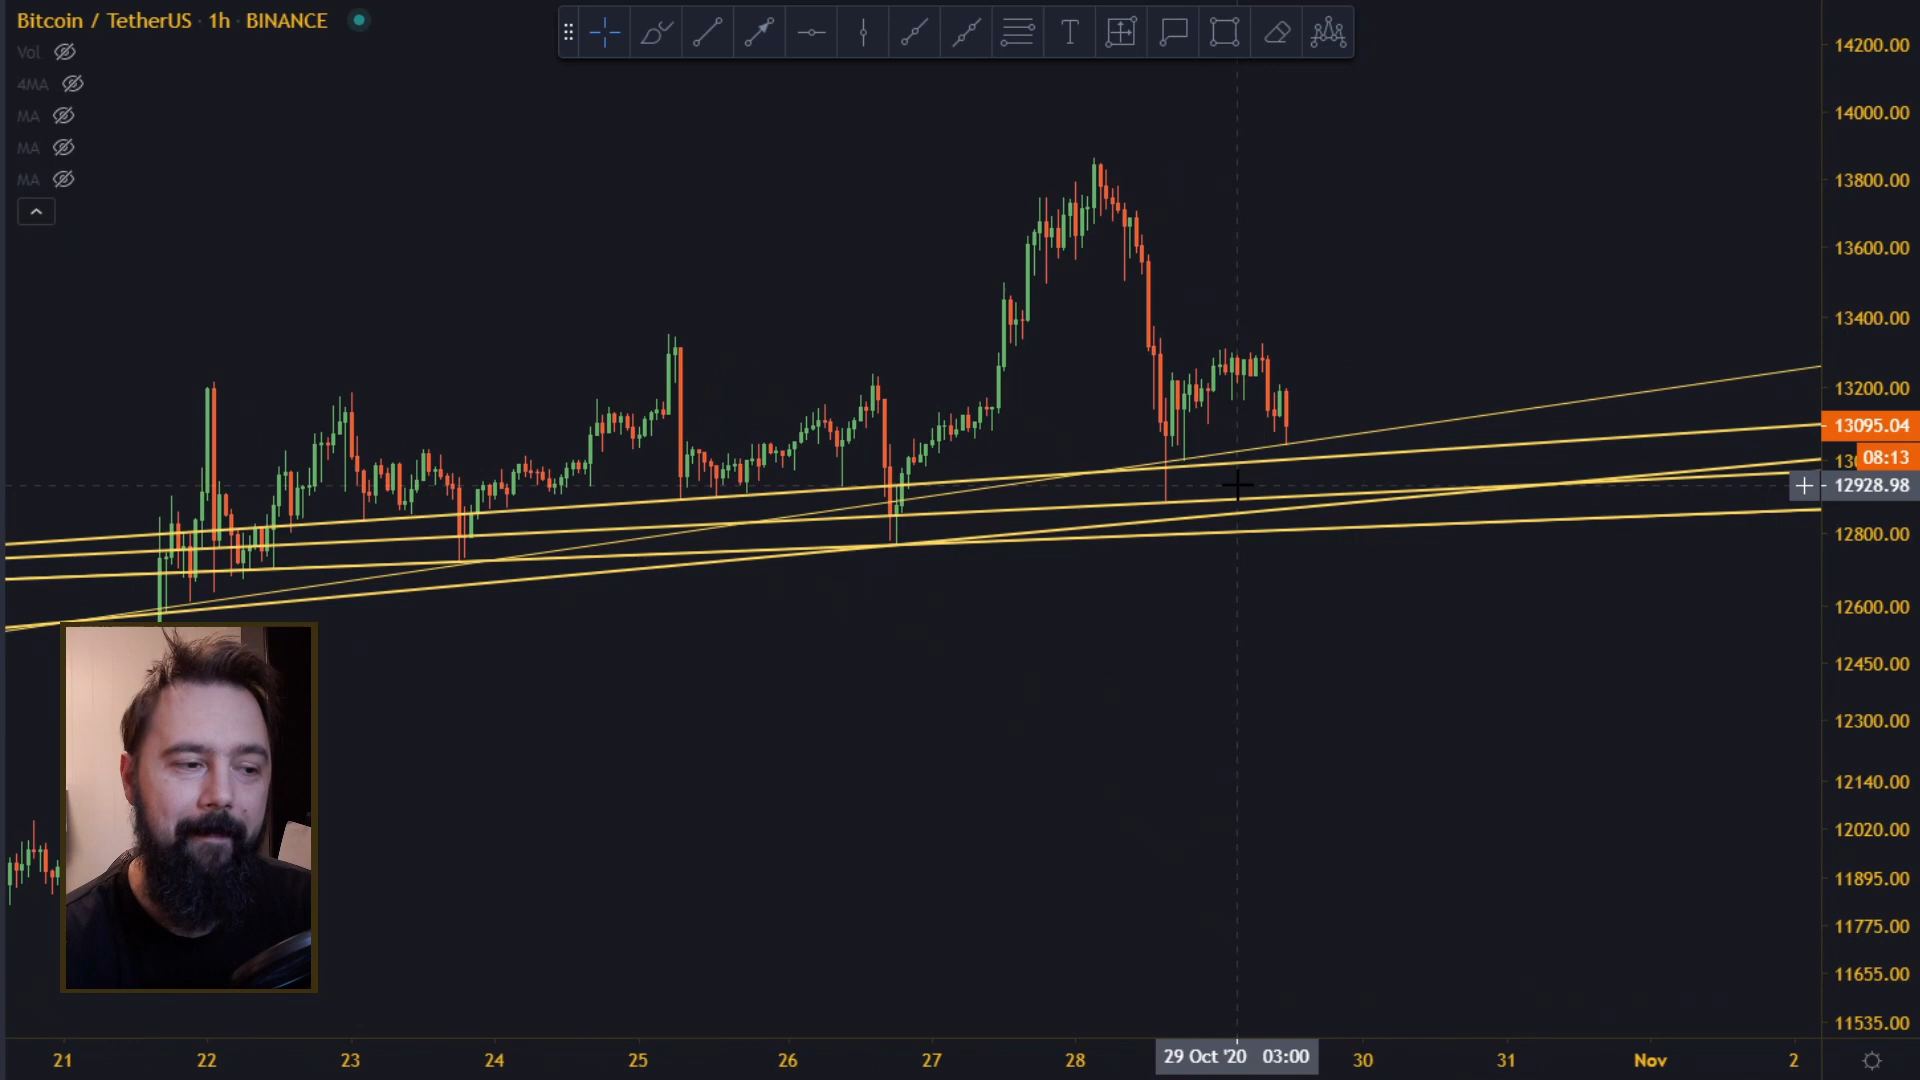 Bitcoin / TetherUS · 1h · BINANCE
Vol
4MA
MA
MA
MA
T
14200.00
14000.00
13800.00
13600.00
13400.00
13200.00
13095.04
08:13
12928.98
12800.00
12600.00
12450.00
12300.00
12140.00
12020.00
11895.00
11775.00
11655.00
11535.00
21 22 23 24 25 26 27 28 29 Oct '20 03:00 30 31 Nov 2